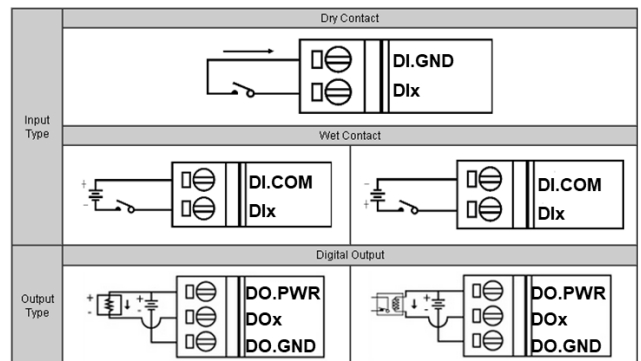 Dry Contact
DI.GND
DIx
Input
Type
Wet Contact
DI.COM
DIx
DI.COM
DIx
Digital Output
Output
Type
DO.PWR
DOx
DO.GND
DO.PWR
DOx
DO.GND